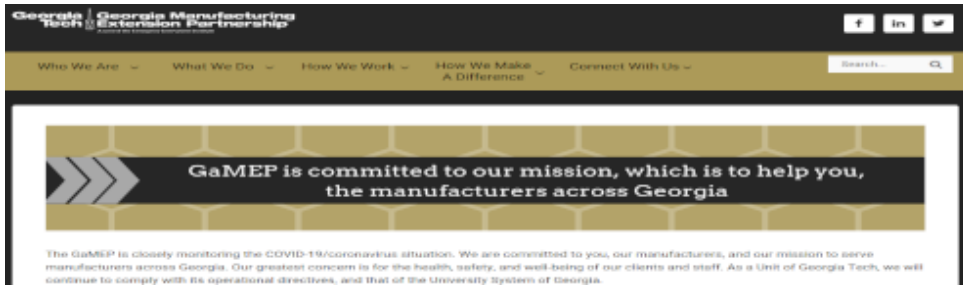 Georgia Tech Georgia Manufacturing Extension Partnership
Who We Are
What We Do
How We Work
How We Make
A Difference
Connect With Us
Search...
GaMEP is committed to our mission, which is to help you,
the manufacturers across Georgia
The GaMEP is closely monitoring the COVID-19/coronavirus situation. We are committed to you, our manufacturers, and our mission to serve
manufacturers across Georgia. Our greatest concern is for the health, safety, and well-being of our clients and staff. As a Unit of Georgia Tech, we will
continue to comply with its operational directives, and that of the University System of Georgia.